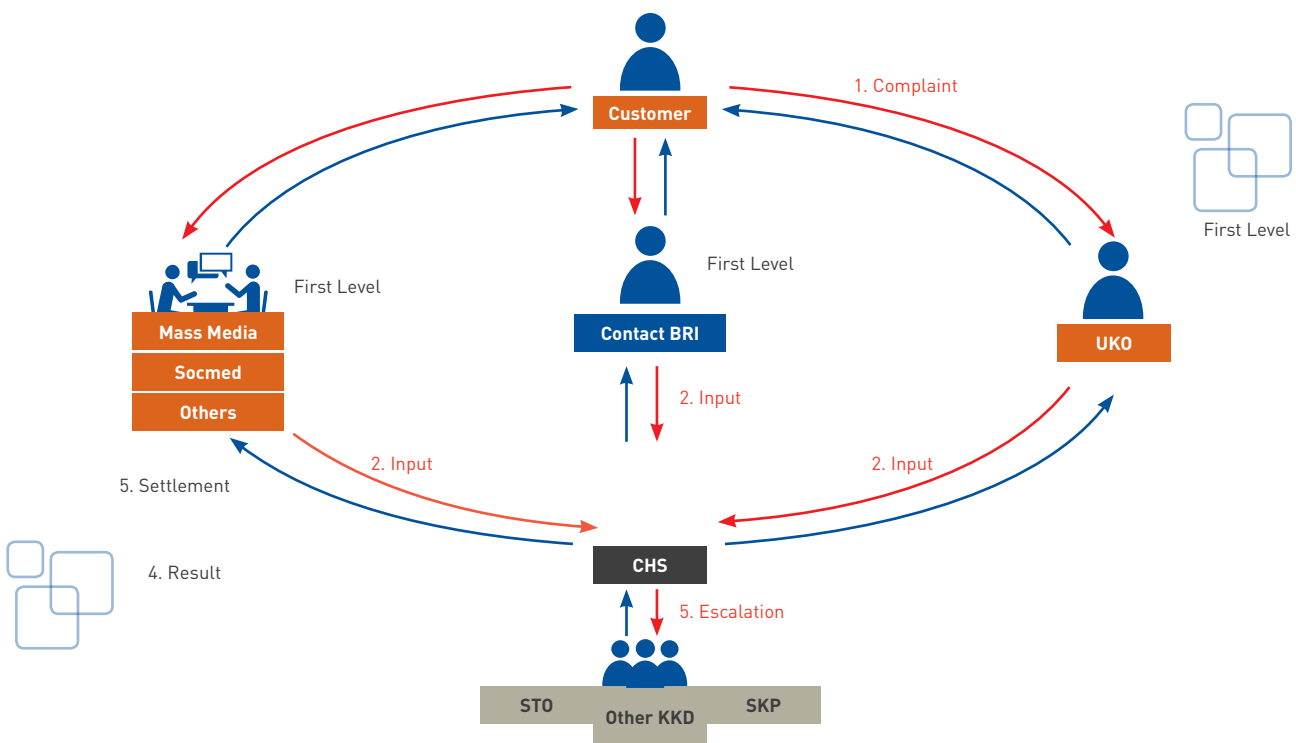 1. Complaint
Customer
First Level
First Level
First Level
Mass Media
Contact BRI
UKO
Socmed
Others
2. Input
2. Input
2. Input
5. Settlement
4. Result
CHS
5. Escalation
STO
Other KKD
SKP